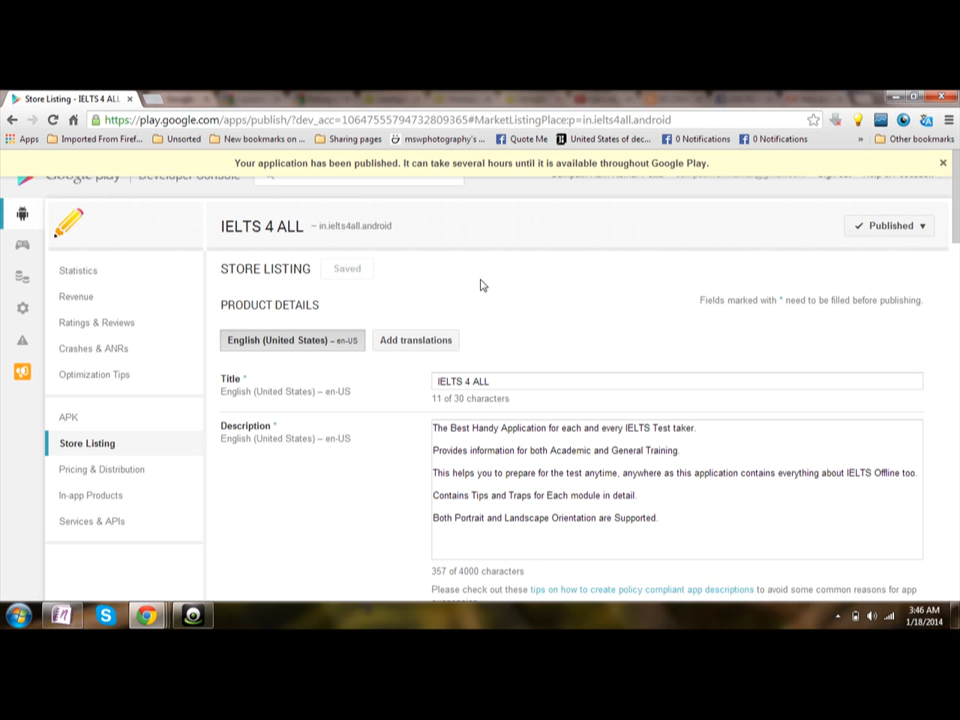 Store Listing - IELTS 4 ALL
https://play.google.com/apps/publish/?dev_acc=10647555794732809365#MarketListingPlace:p=in.ielts4all.android
Apps Imported From Firef... Unsorted New bookmarks on ... Sharing pages mswphotography's ... Quote Me United States of dec... 0 Notifications 0 Notifications » Other bookmarks
Your application has been published. It can take several hours until it is available throughout Google Play.
Google play Developer Console
IELTS 4 ALL – in.ielts4all.android
Published
Statistics
Revenue
Ratings & Reviews
Crashes & ANRs
Optimization Tips
APK
Store Listing
Pricing & Distribution
In-app Products
Services & APIs
STORE LISTING Saved
PRODUCT DETAILS
Fields marked with * need to be filled before publishing.
English (United States) – en-US Add translations
Title *
English (United States) – en-US
IELTS 4 ALL
11 of 30 characters
Description *
English (United States) – en-US
The Best Handy Application for each and every IELTS Test taker.
Provides information for both Academic and General Training.
This helps you to prepare for the test anytime, anywhere as this application contains everything about IELTS Offline too.
Contains Tips and Traps for Each module in detail.
Both Portrait and Landscape Orientation are Supported.
357 of 4000 characters
Please check out these tips on how to create policy compliant app descriptions to avoid some common reasons for app
3:46 AM
1/18/2014